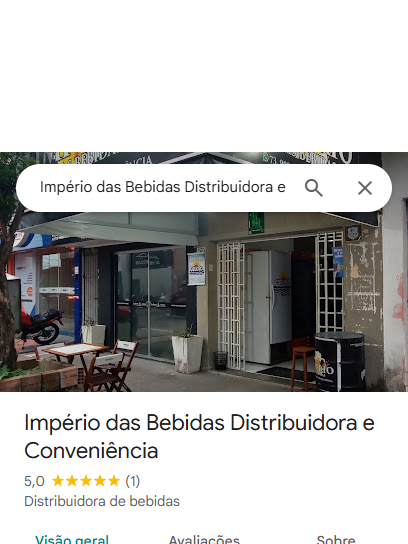 Império das Bebidas Distribuidora e
Império das Bebidas Distribuidora e
Conveniência
5,0 (1)
Distribuidora de bebidas
Visão geral
Avaliações
Sobre